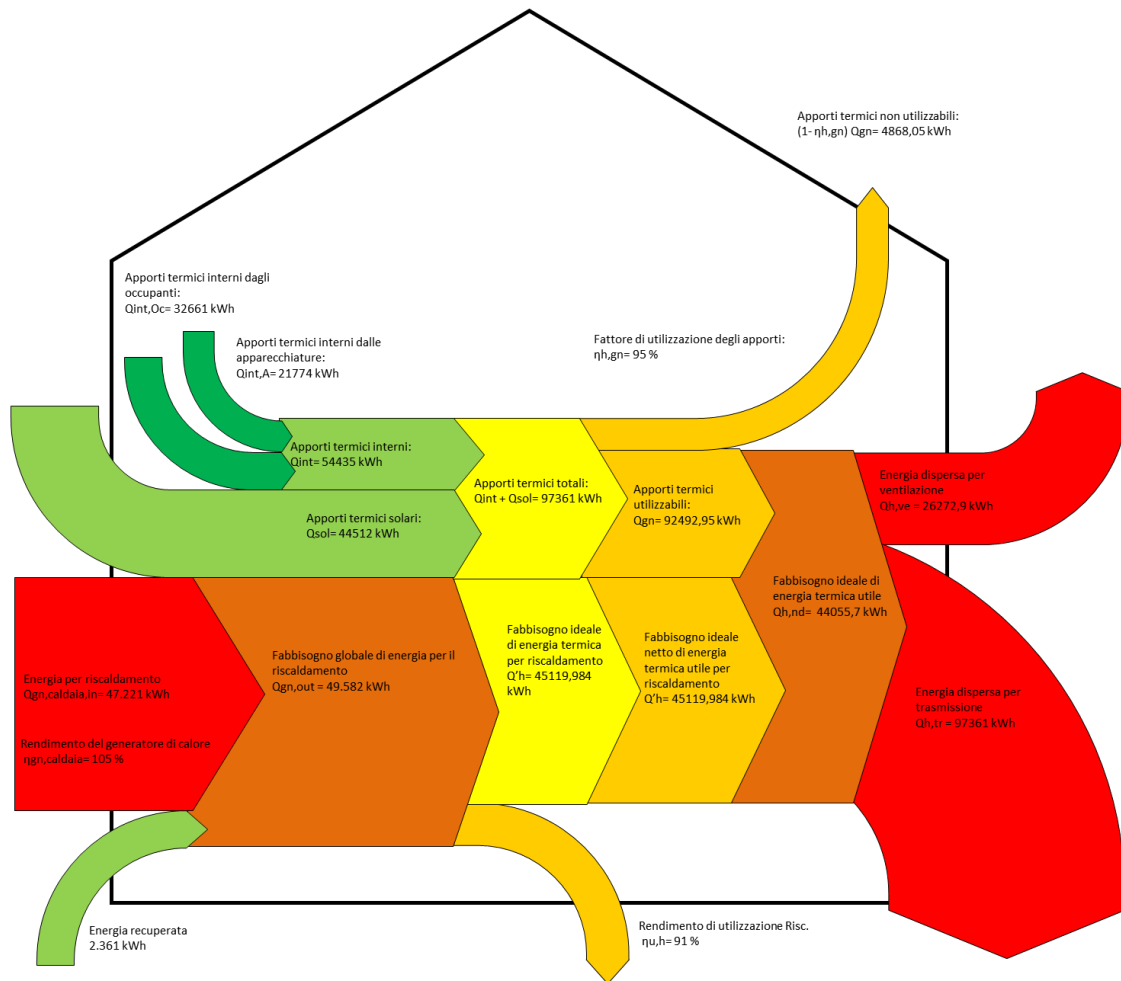 Apporti termici non utilizzabili:
(1- ηh,gn) Qgn= 4868,05 kWh
Apporti termici interni dagli
occupanti:
Qint,Oc= 32661 kWh
Apporti termici interni dalle
apparecchiature:
Qint,A= 21774 kWh
Fattore di utilizzazione degli apporti:
ηh,gn= 95 %
Apporti termici interni:
Qint= 54435 kWh
Apporti termici totali:
Qint + Qsol= 97361 kWh
Apporti termici
utilizzabili:
Qgn= 92492,95 kWh
Energia dispersa per
ventilazione
Qh,ve = 26272,9 kWh
Apporti termici solari:
Qsol= 44512 kWh
Fabbisogno ideale di
energia termica utile
Qh,nd=  44055,7 kWh
Energia per riscaldamento
Qgn,caldaia,in= 47.221 kWh
Rendimento del generatore di calore
ηgn,caldaia= 105 %
Fabbisogno globale di energia per il
riscaldamento
Qgn,out = 49.582 kWh
Fabbisogno ideale
di energia termica
per riscaldamento
Q'h= 45119,984
kWh
Fabbisogno ideale
netto di energia
termica utile per
riscaldamento
Q'h= 45119,984 kWh
Energia dispersa per
trasmissione
Qh,tr = 97361 kWh
Energia recuperata
2.361 kWh
Rendimento di utilizzazione Risc.
ηu,h= 91 %